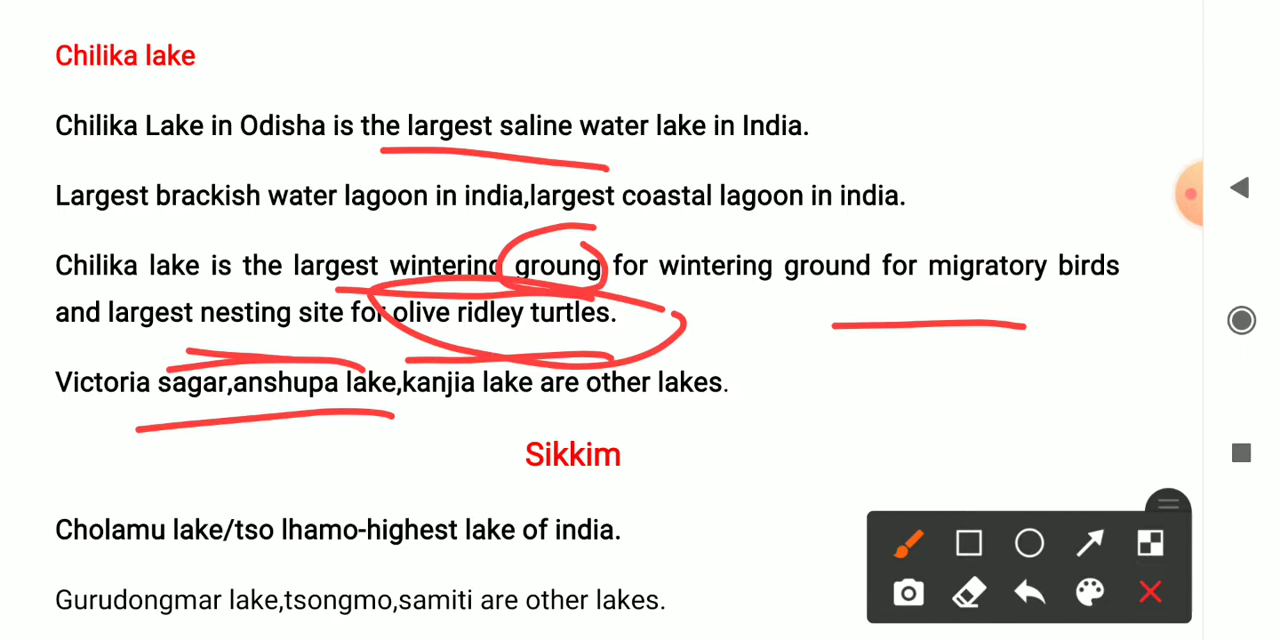 Chilika lake
Chilika Lake in Odisha is the largest saline water lake in India.
Largest brackish water lagoon in india,largest coastal lagoon in india.
Chilika lake is the largest wintering groung for wintering ground for migratory birds
and largest nesting site for olive ridley turtles.
Victoria sagar,anshupa lake,kanjia lake are other lakes.
Sikkim
Cholamu lake/tso lhamo-highest lake of india.
Gurudongmar lake,tsongmo,samiti are other lakes.